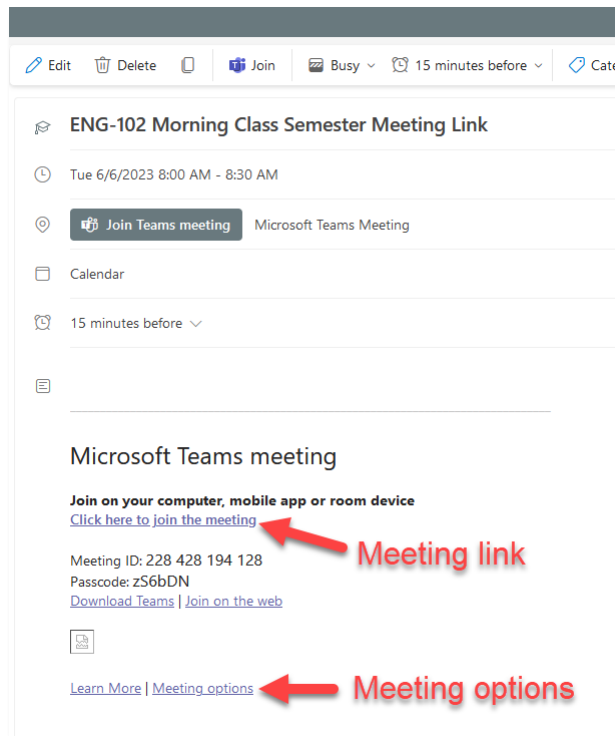 Edit Delete Join Busy 15 minutes before
ENG-102 Morning Class Semester Meeting Link
Tue 6/6/2023 8:00 AM - 8:30 AM
Join Teams meeting Microsoft Teams Meeting
Calendar
15 minutes before
Microsoft Teams meeting
Join on your computer, mobile app or room device
Click here to join the meeting
Meeting link
Meeting ID: 228 428 194 128
Passcode: zS6bDN
Download Teams | Join on the web
Learn More | Meeting options
Meeting options